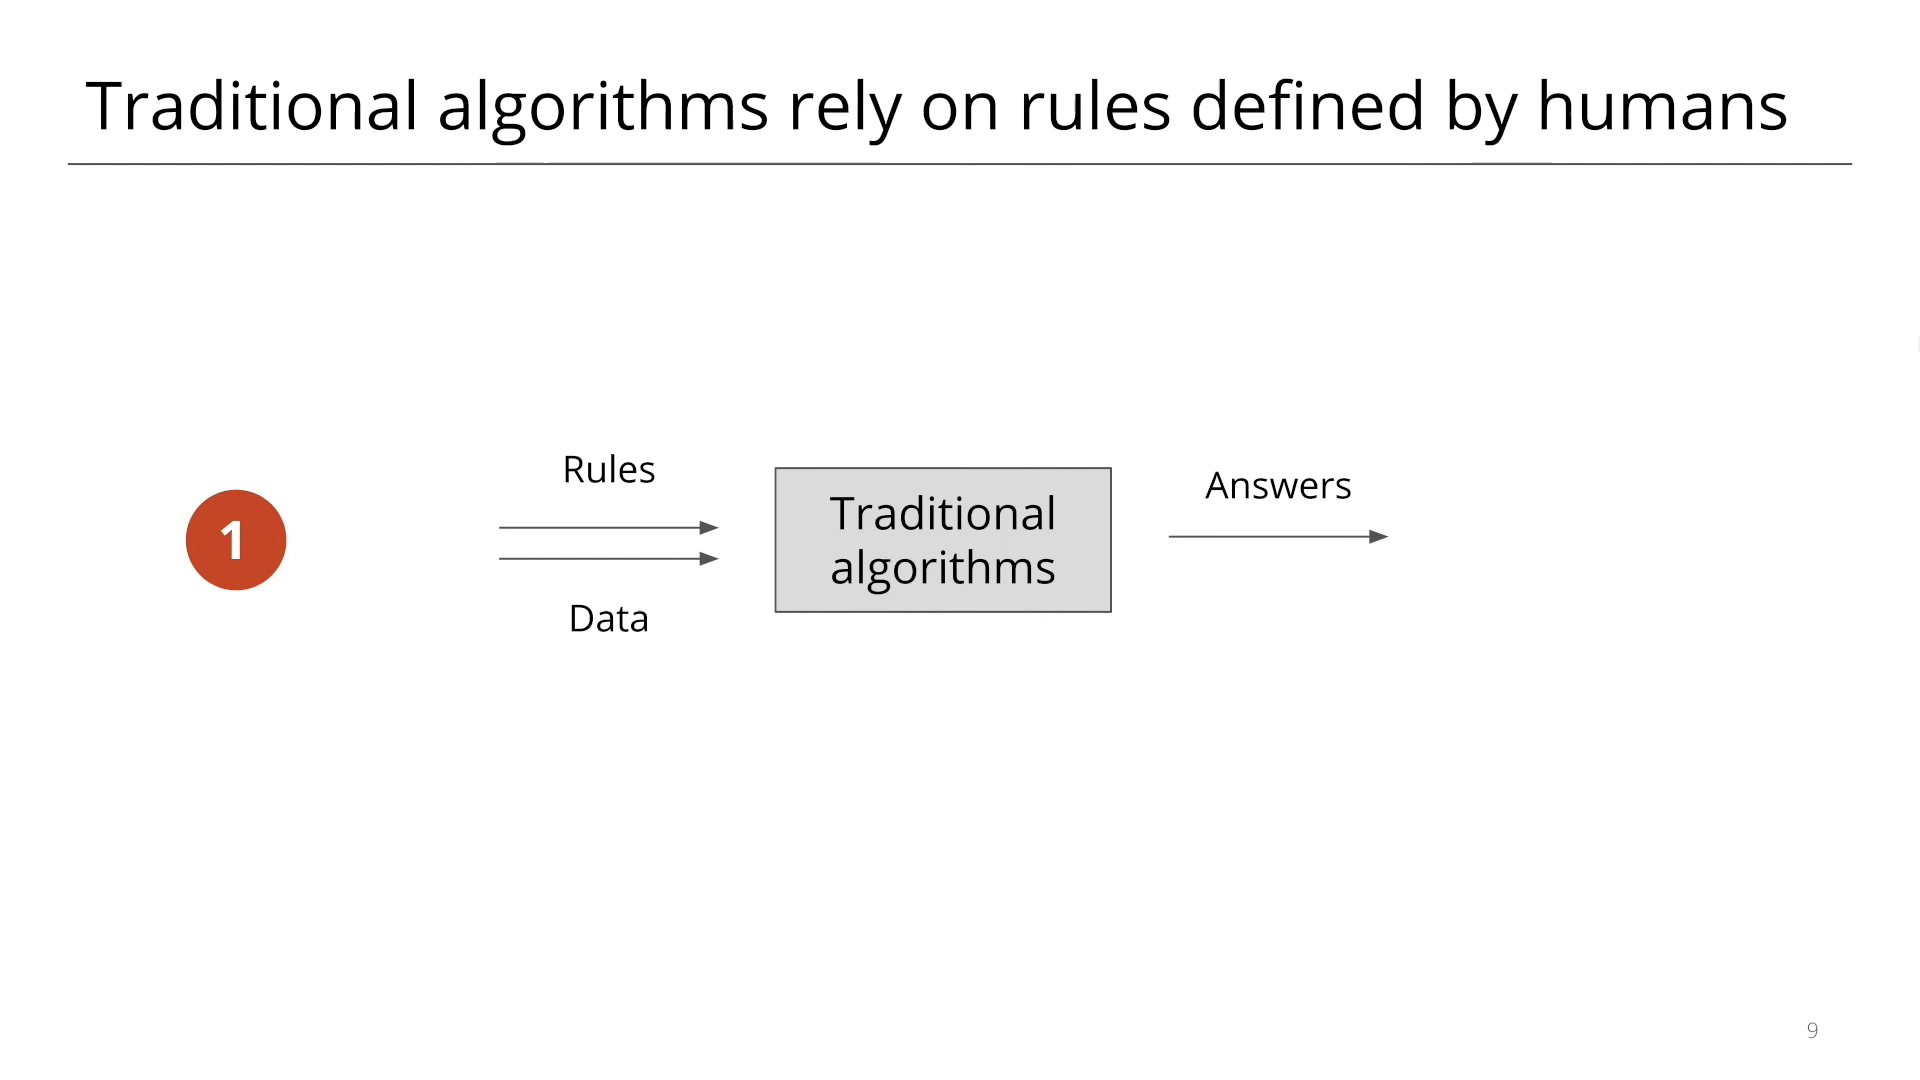 Traditional algorithms rely on rules defined by humans
1
Rules
Data
Traditional
algorithms
Answers
9